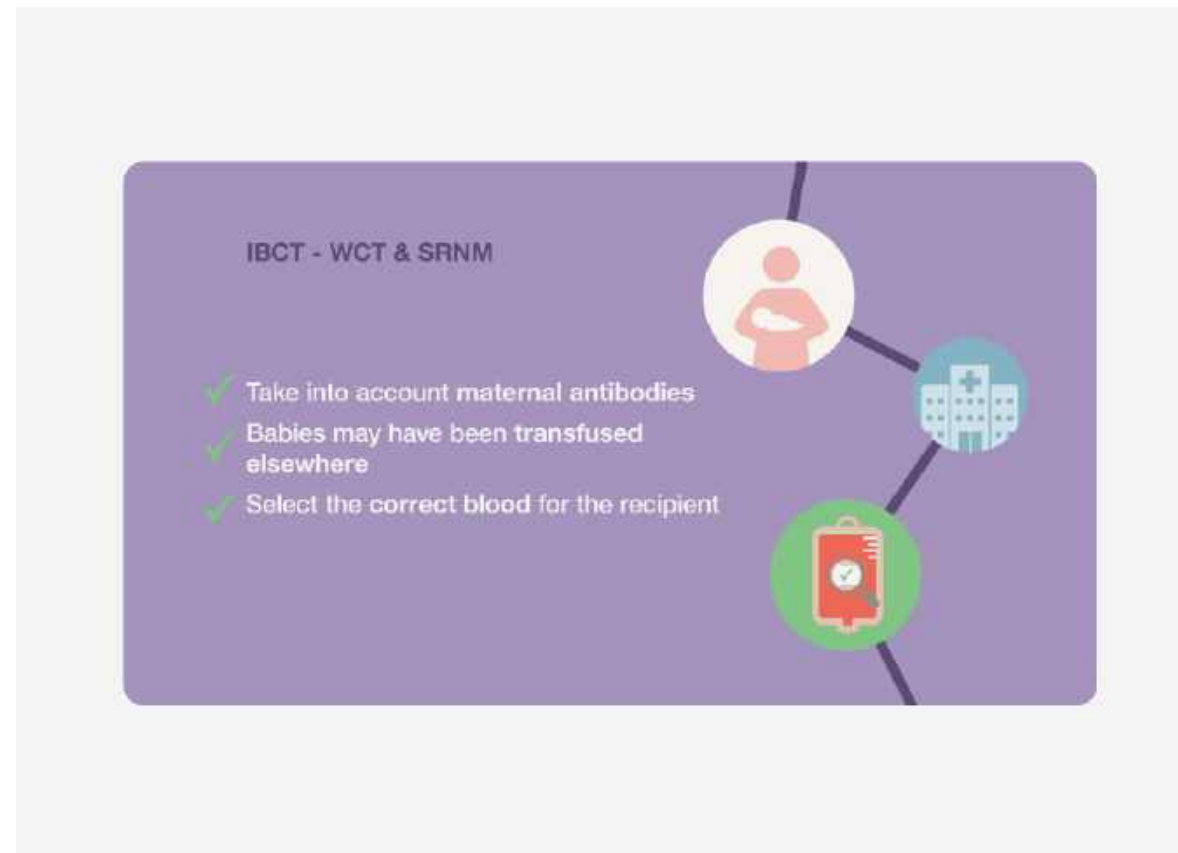 IBCT - WCT & SRNM
Take into account maternal antibodies
Babies may have been transfused
elsewhere
Select the correct blood for the recipient